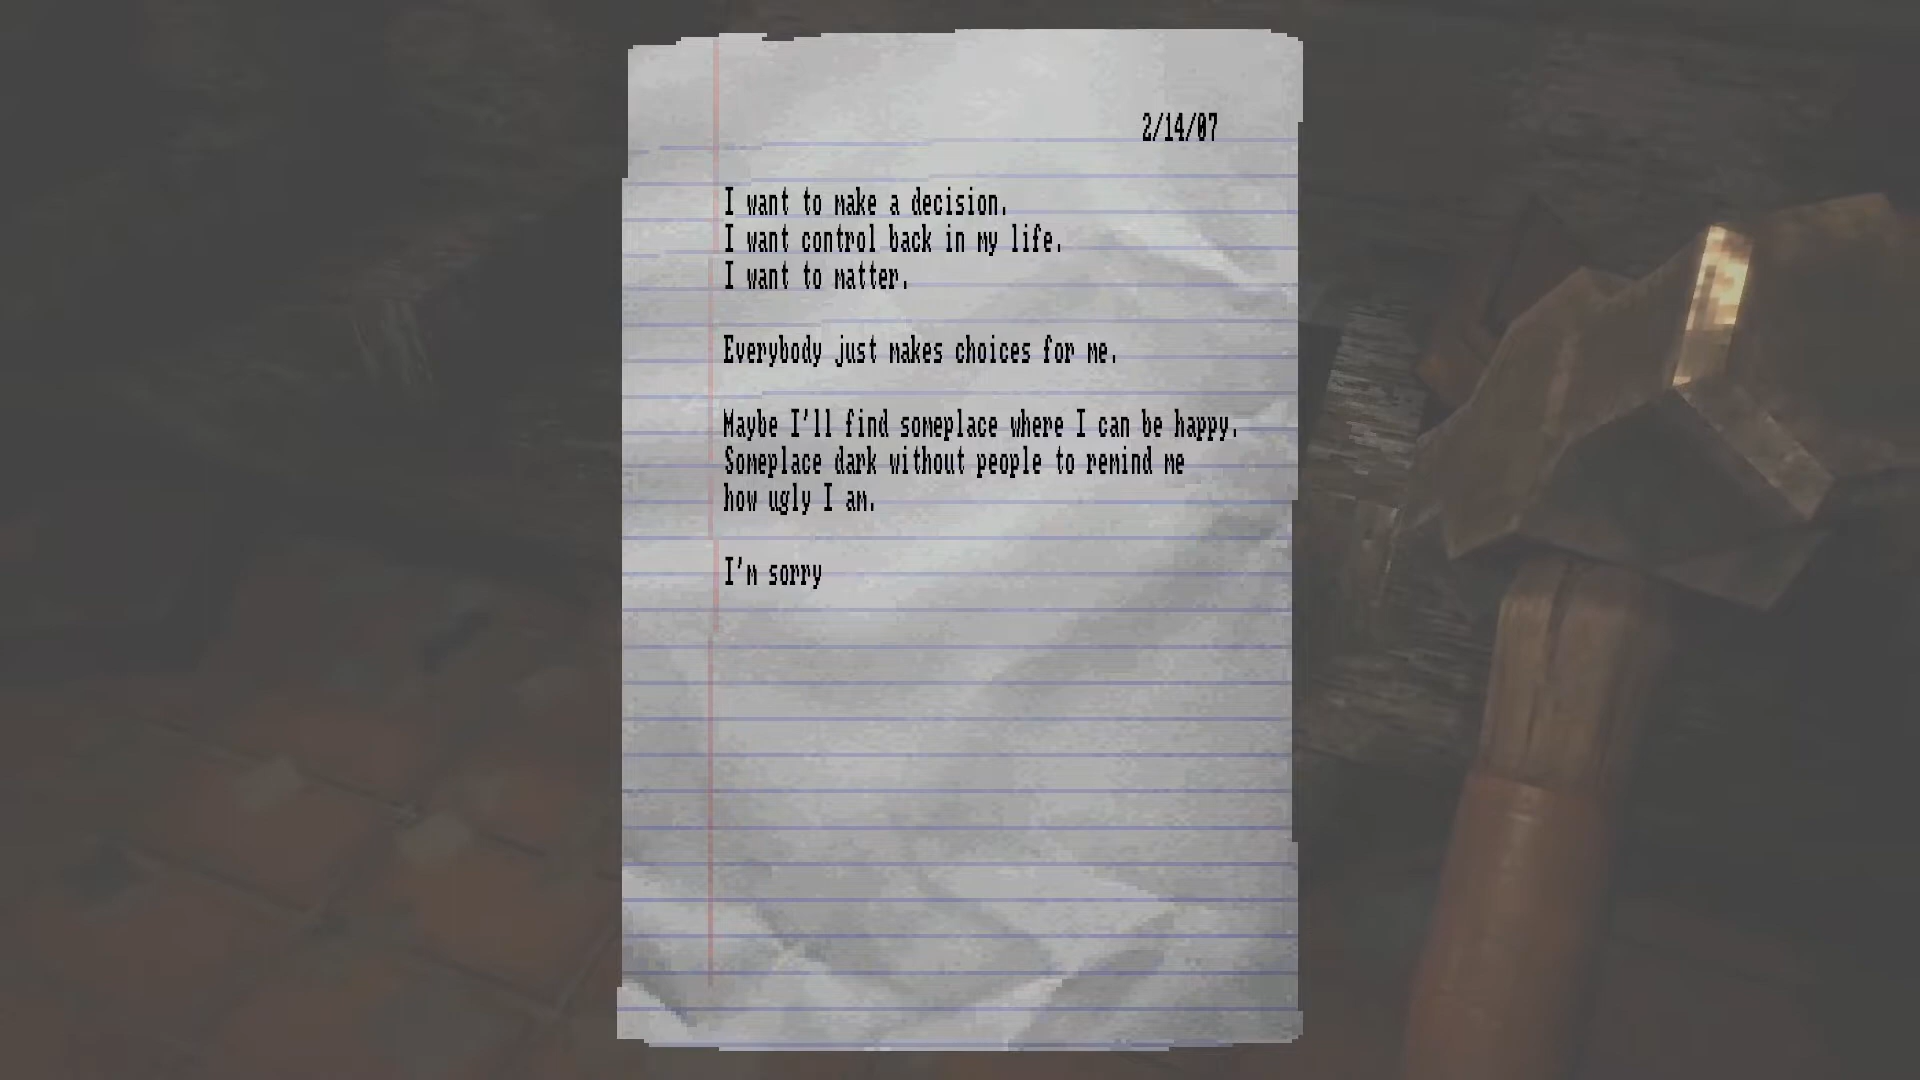 2/14/07
I want to make a decision.
I want control back in my life.
I want to matter.
Everybody just makes choices for me.
Maybe I'll find someplace where I can be happy.
Someplace dark without people to remind me
how ugly I am.
I'm sorry